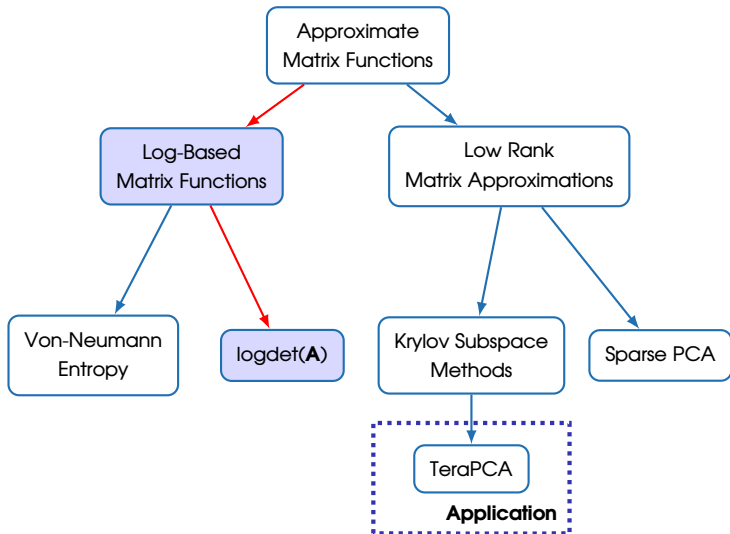 Approximate
Matrix Functions
Log-Based
Matrix Functions
Low Rank
Matrix Approximations
Von-Neumann
Entropy
logdet(A)
Krylov Subspace
Methods
Sparse PCA
TeraPCA
Application